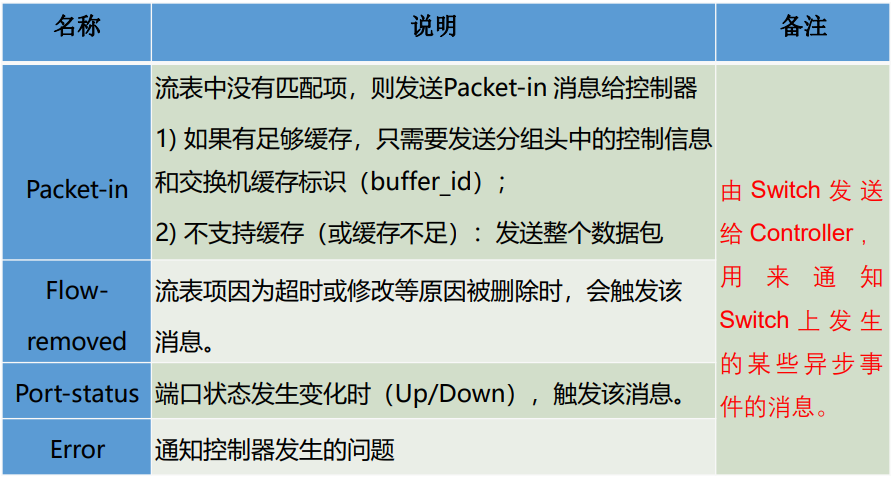 名称
说明
备注
Packet-in
流表中没有匹配项，则发送Packet-in 消息给控制器
1) 如果有足够缓存，只需要发送分组头中的控制信息
和交换机缓存标识（buffer_id）；
2) 不支持缓存（或缓存不足）：发送整个数据包
由 Switch 发 送
给 Controller，
用 来 通 知
Switch 上 发 生
的 某 些 异 步 事
件的消息。
Flow-
removed
流表项因为超时或修改等原因被删除时，会触发该
消息。
Port-status
端口状态发生变化时（Up/Down），触发该消息。
Error
通知控制器发生的问题